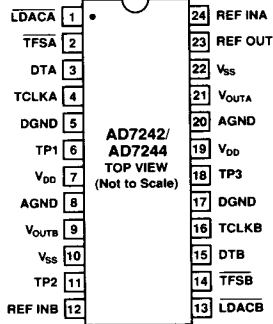 LDACA 1 24 REF INA
TFSA 2 23 REF OUT
DTA 3 22 VSS
TCLKA 4 21 VOUTA
DGND 5 20 AGND
TP1 6 AD7242/ 19 VDD
AD7244
VDD 7 TOP VIEW 18 TP3
(Not to Scale)
AGND 8 17 DGND
VOUTB 9 16 TCLKB
VSS 10 15 DTB
TP2 11 14 TFSB
REF INB 12 13 LDACB